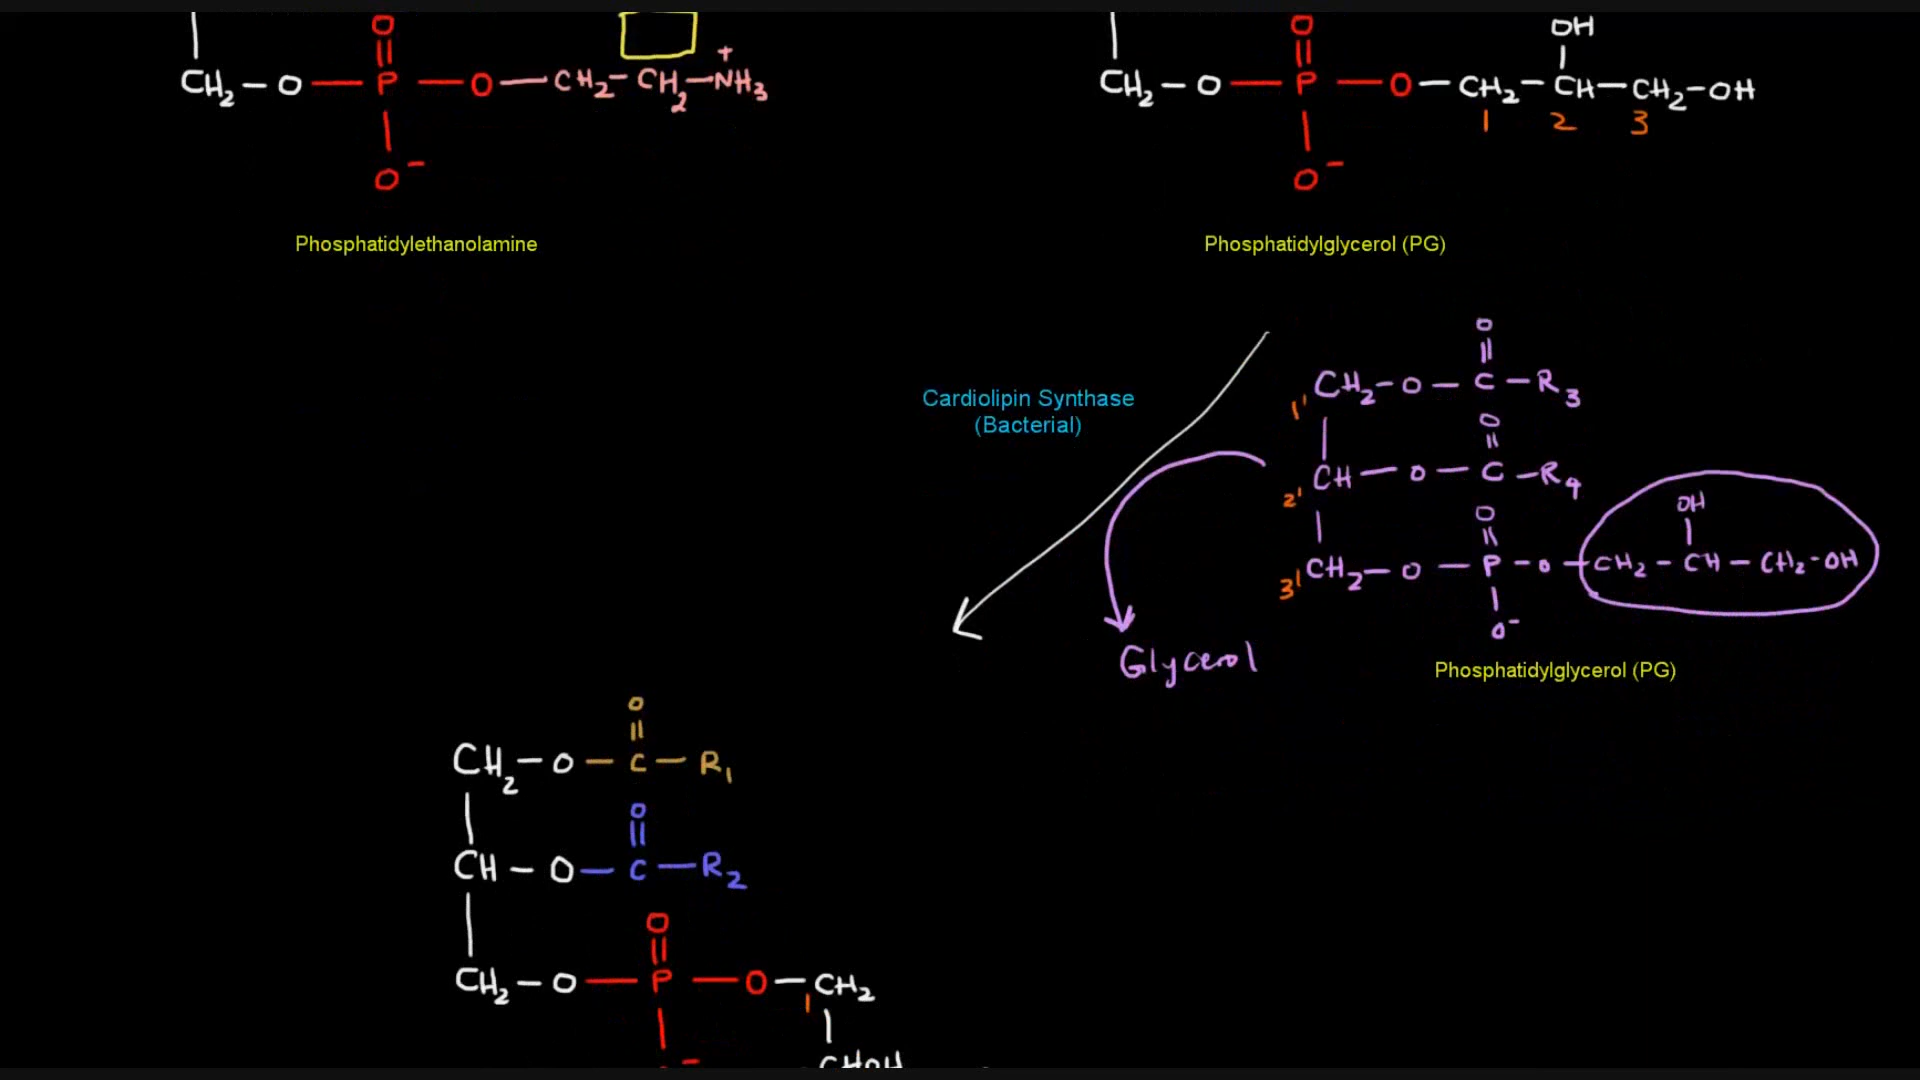 O
||
CH2-O-P-O-CH2-CH2-NH3
+
O-
Phosphatidylethanolamine
O
||
OH
CH2-O-P-O-CH2-CH-CH2-OH
1 2 3
O-
Phosphatidylglycerol (PG)
Cardiolipin Synthase
(Bacterial)
O
||
1' CH2-O-C-R3
O
||
2' CH-O-C-R4
O
||
OH
3' CH2-O-P-O-CH2-CH-CH2-OH
O-
Glycerol
Phosphatidylglycerol (PG)
O
||
CH2-O-C-R1
O
||
CH-O-C-R2
O
||
CH2-O-P-O-CH2
1
-
CHOH